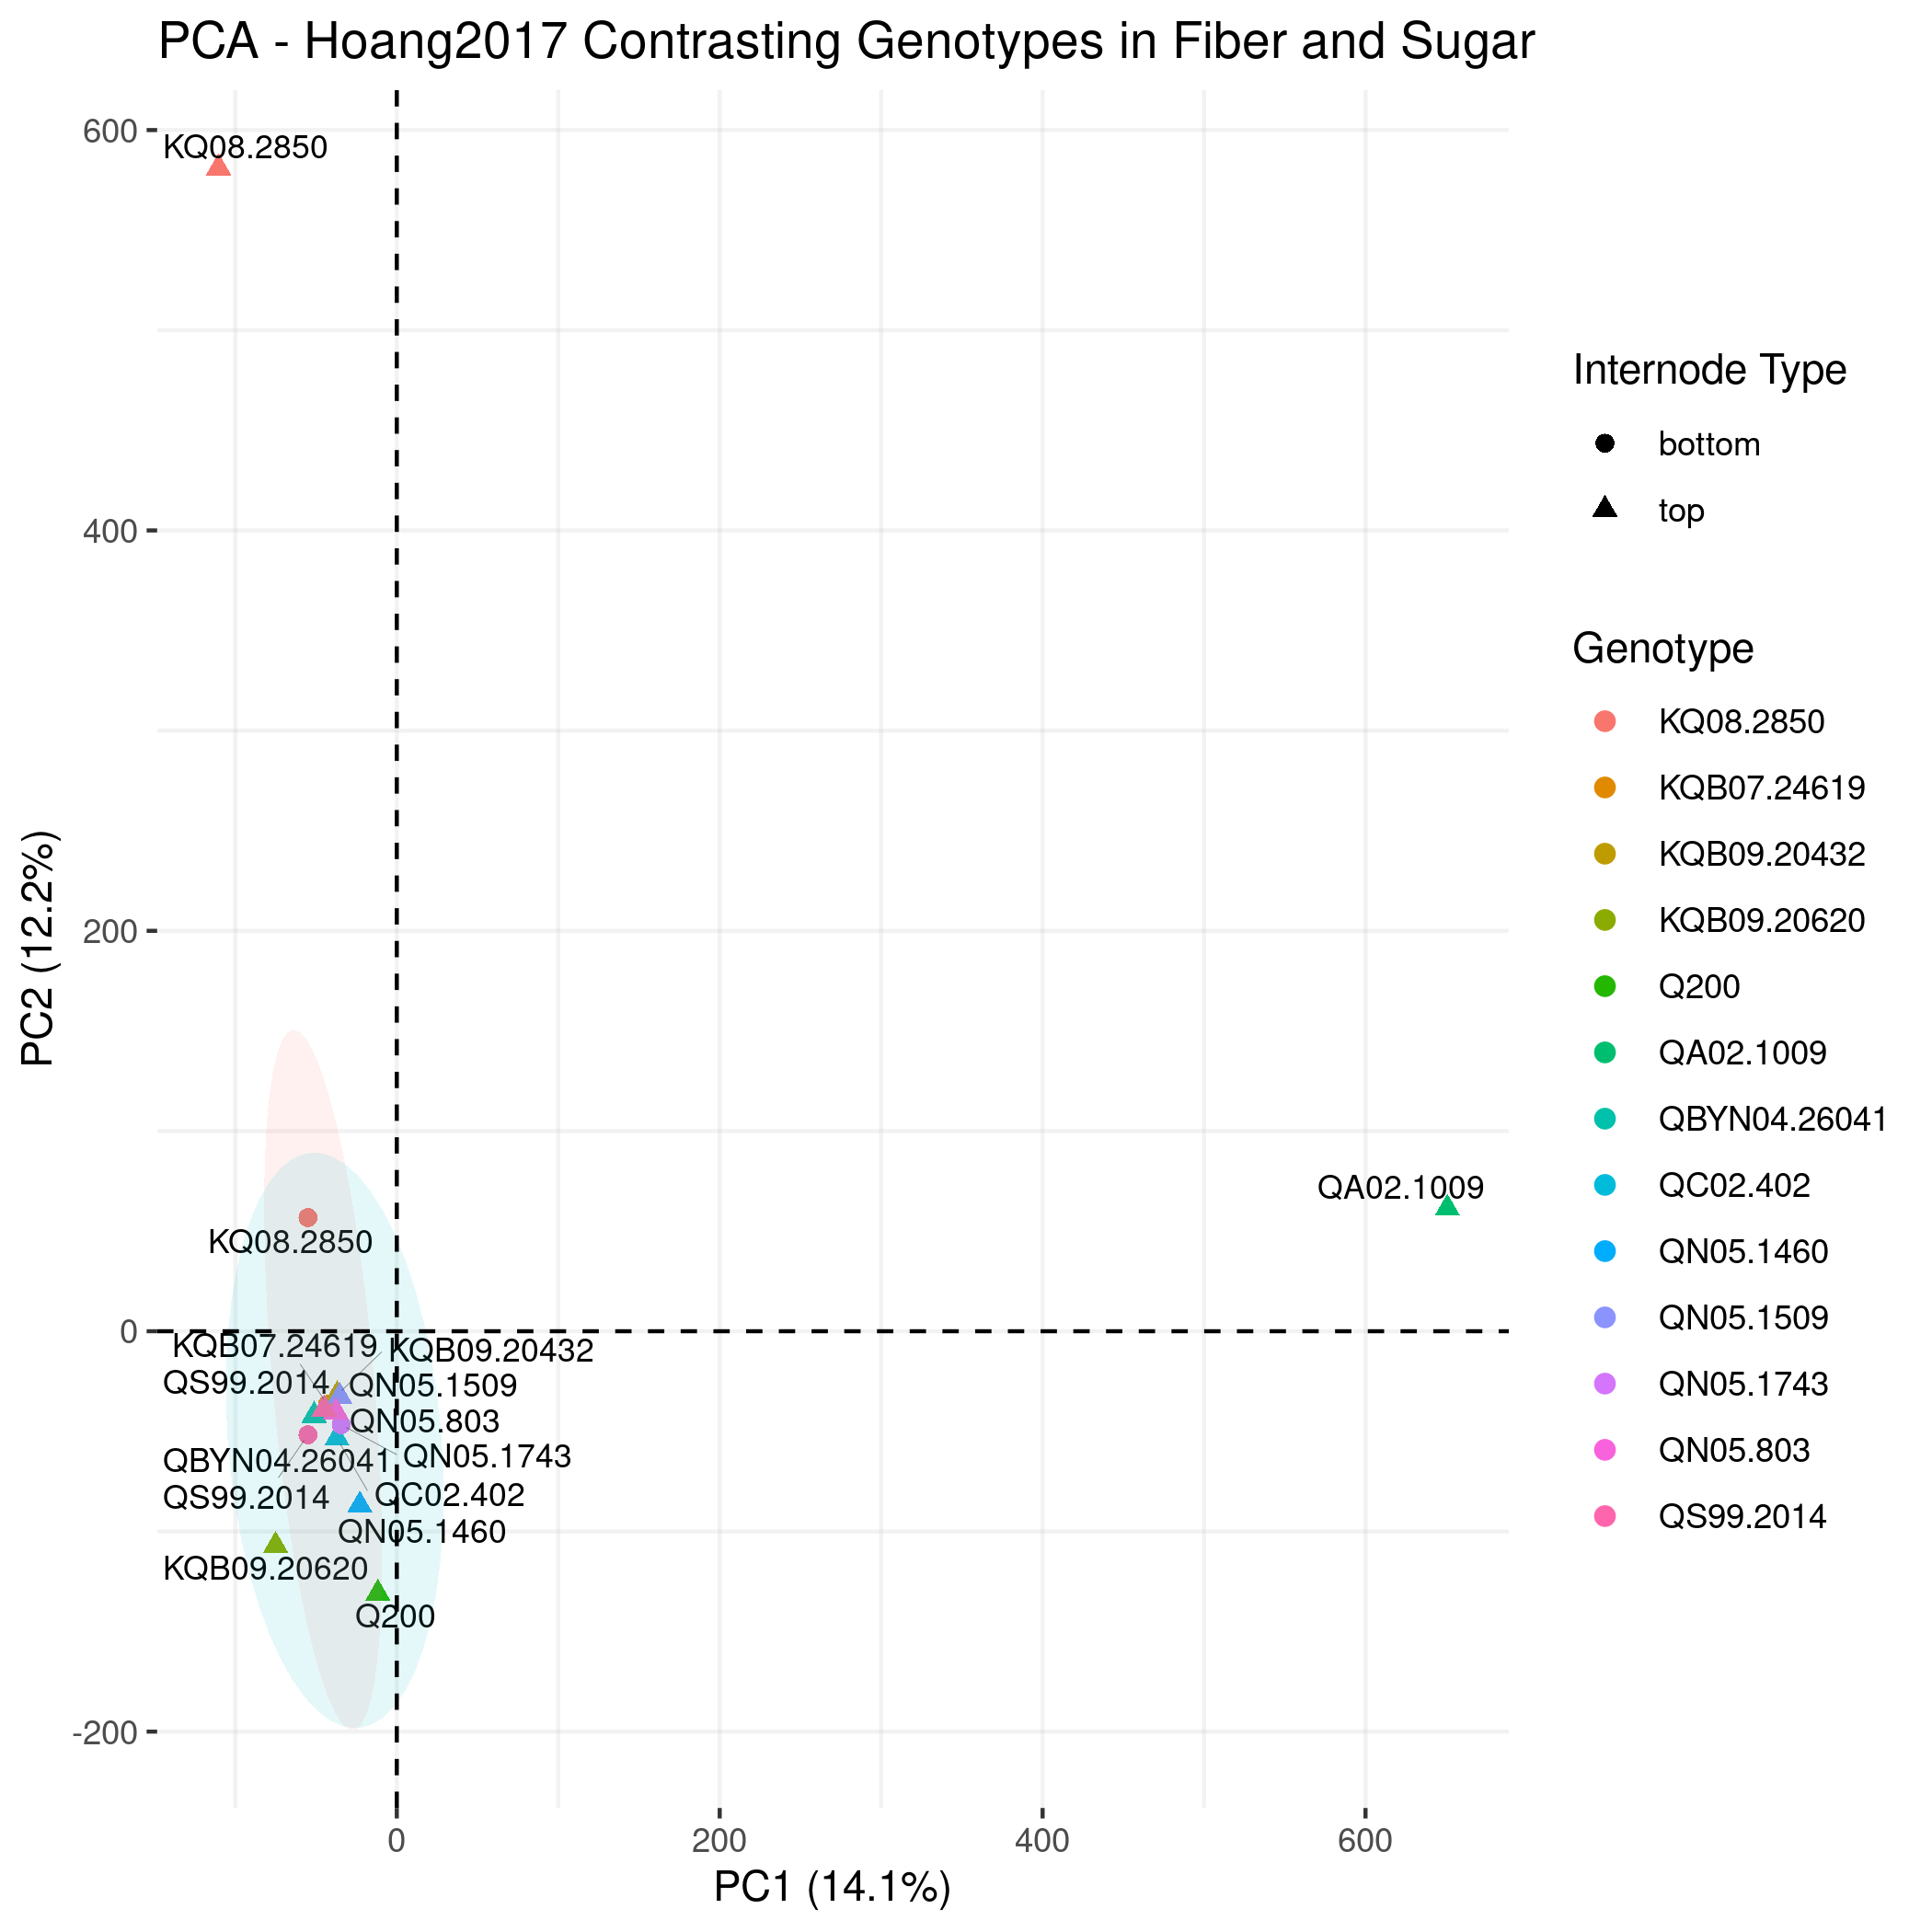 PCA - Hoang2017 Contrasting Genotypes in Fiber and Sugar
600
400
200
0
-200
PC2 (12.2%)
KQ08.2850
QA02.1009
KQ08.2850
KQB07.24619
KQB09.20432
QS99.2014
QN05.1509
QN05.803
QN05.1743
QBYN04.26041
QS99.2014
QC02.402
QN05.1460
KQB09.20620
Q200
0
200
400
600
PC1 (14.1%)
Internode Type
bottom
top
Genotype
KQ08.2850
KQB07.24619
KQB09.20432
KQB09.20620
Q200
QA02.1009
QBYN04.26041
QC02.402
QN05.1460
QN05.1509
QN05.1743
QN05.803
QS99.2014